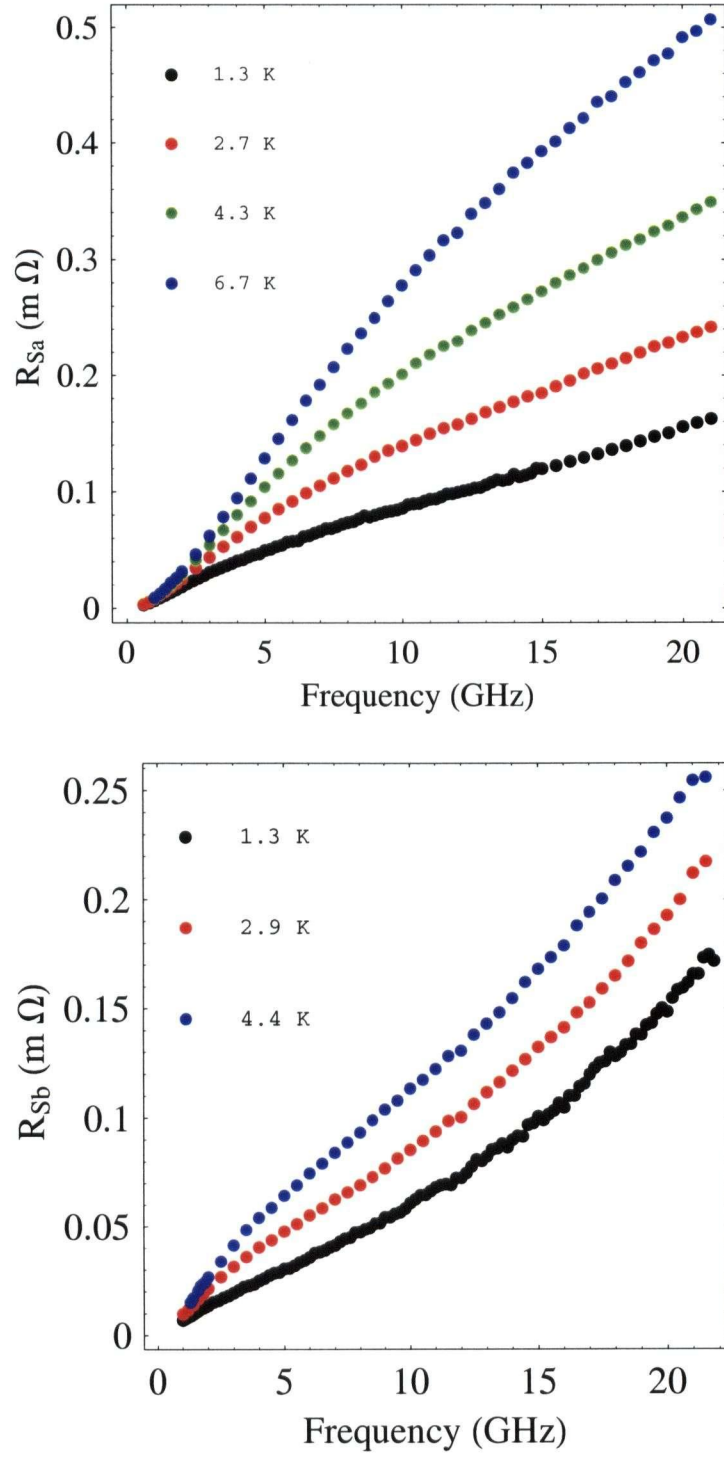 0.5
0.4
0.3
0.2
0.1
0
R_Sa (m Ω)
1.3 K
2.7 K
4.3 K
6.7 K
0 5 10 15 20
Frequency (GHz)
0.25
0.2
0.15
0.1
0.05
0
R_Sb (m Ω)
1.3 K
2.9 K
4.4 K
0 5 10 15 20
Frequency (GHz)